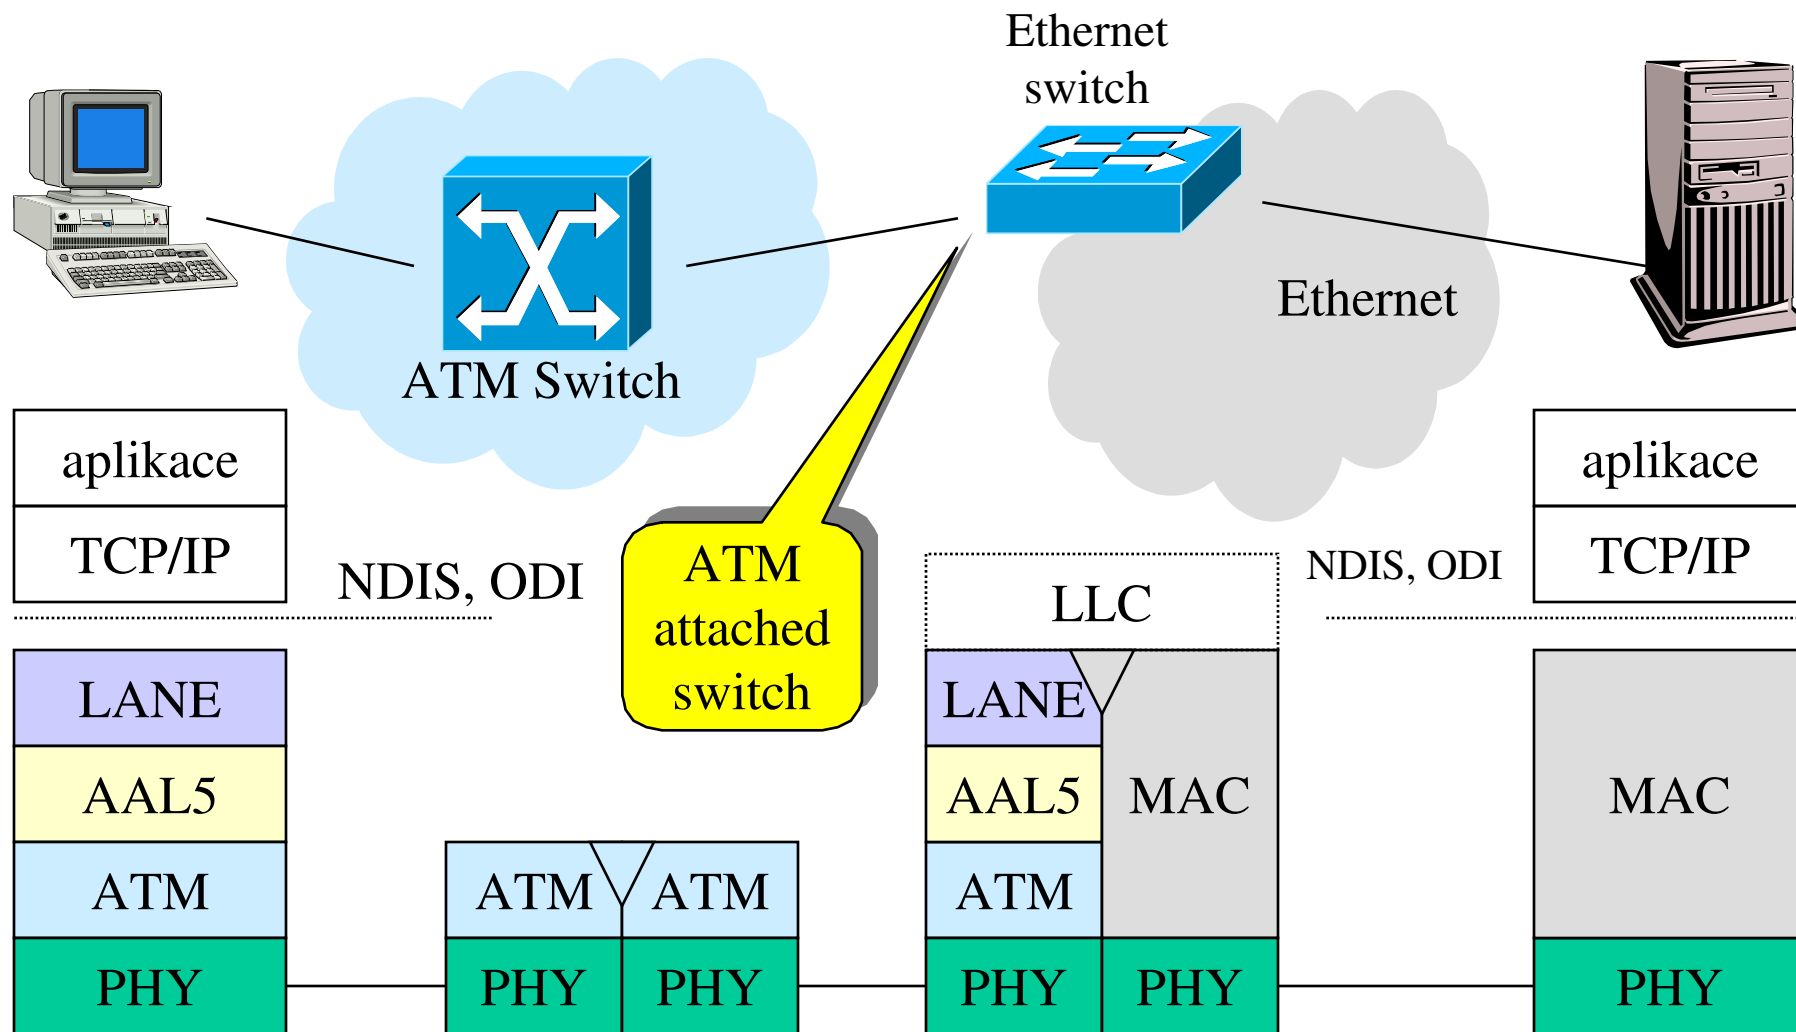 Ethernet
switch
Ethernet
ATM Switch
aplikace
TCP/IP
NDIS, ODI
ATM
attached
switch
LLC
NDIS, ODI
aplikace
TCP/IP
LANE
AAL5
ATM
PHY
ATM
ATM
PHY
PHY
LANE
AAL5
ATM
PHY
MAC
PHY
MAC
PHY